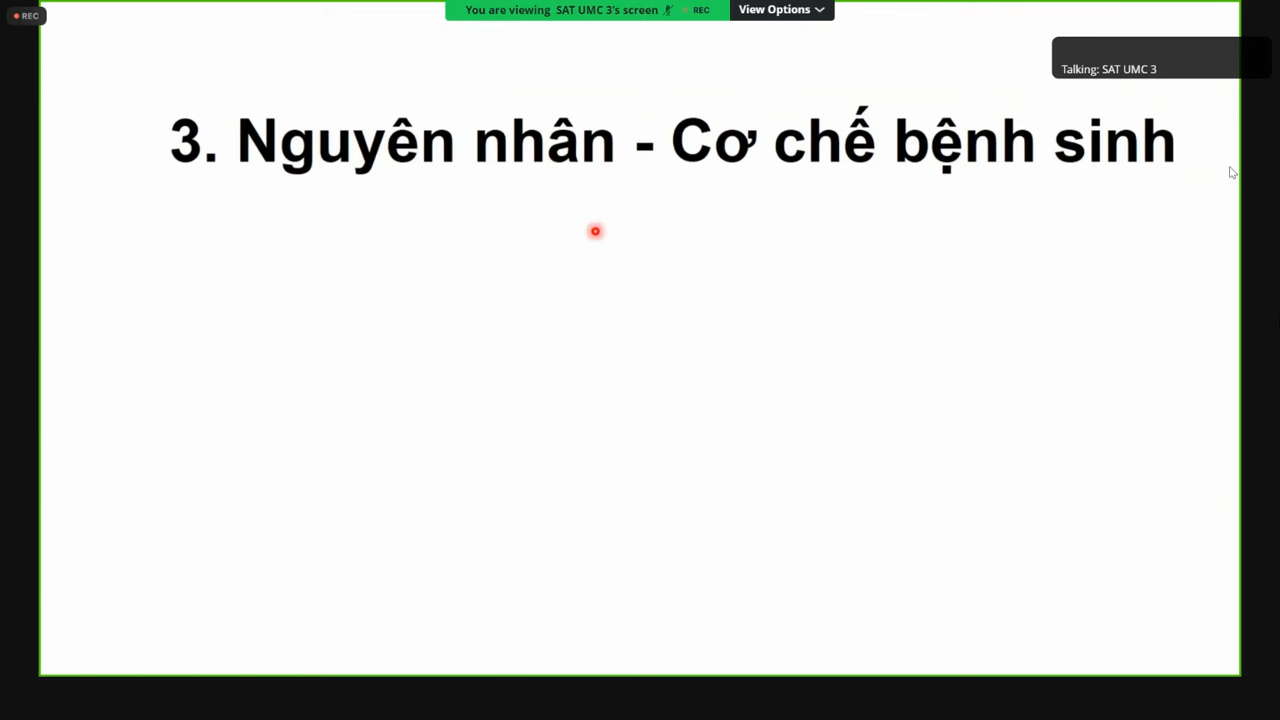 REC
You are viewing SAT UMC 3's screen REC View Options
Talking: SAT UMC 3
3. Nguyên nhân - Cơ chế bệnh sinh